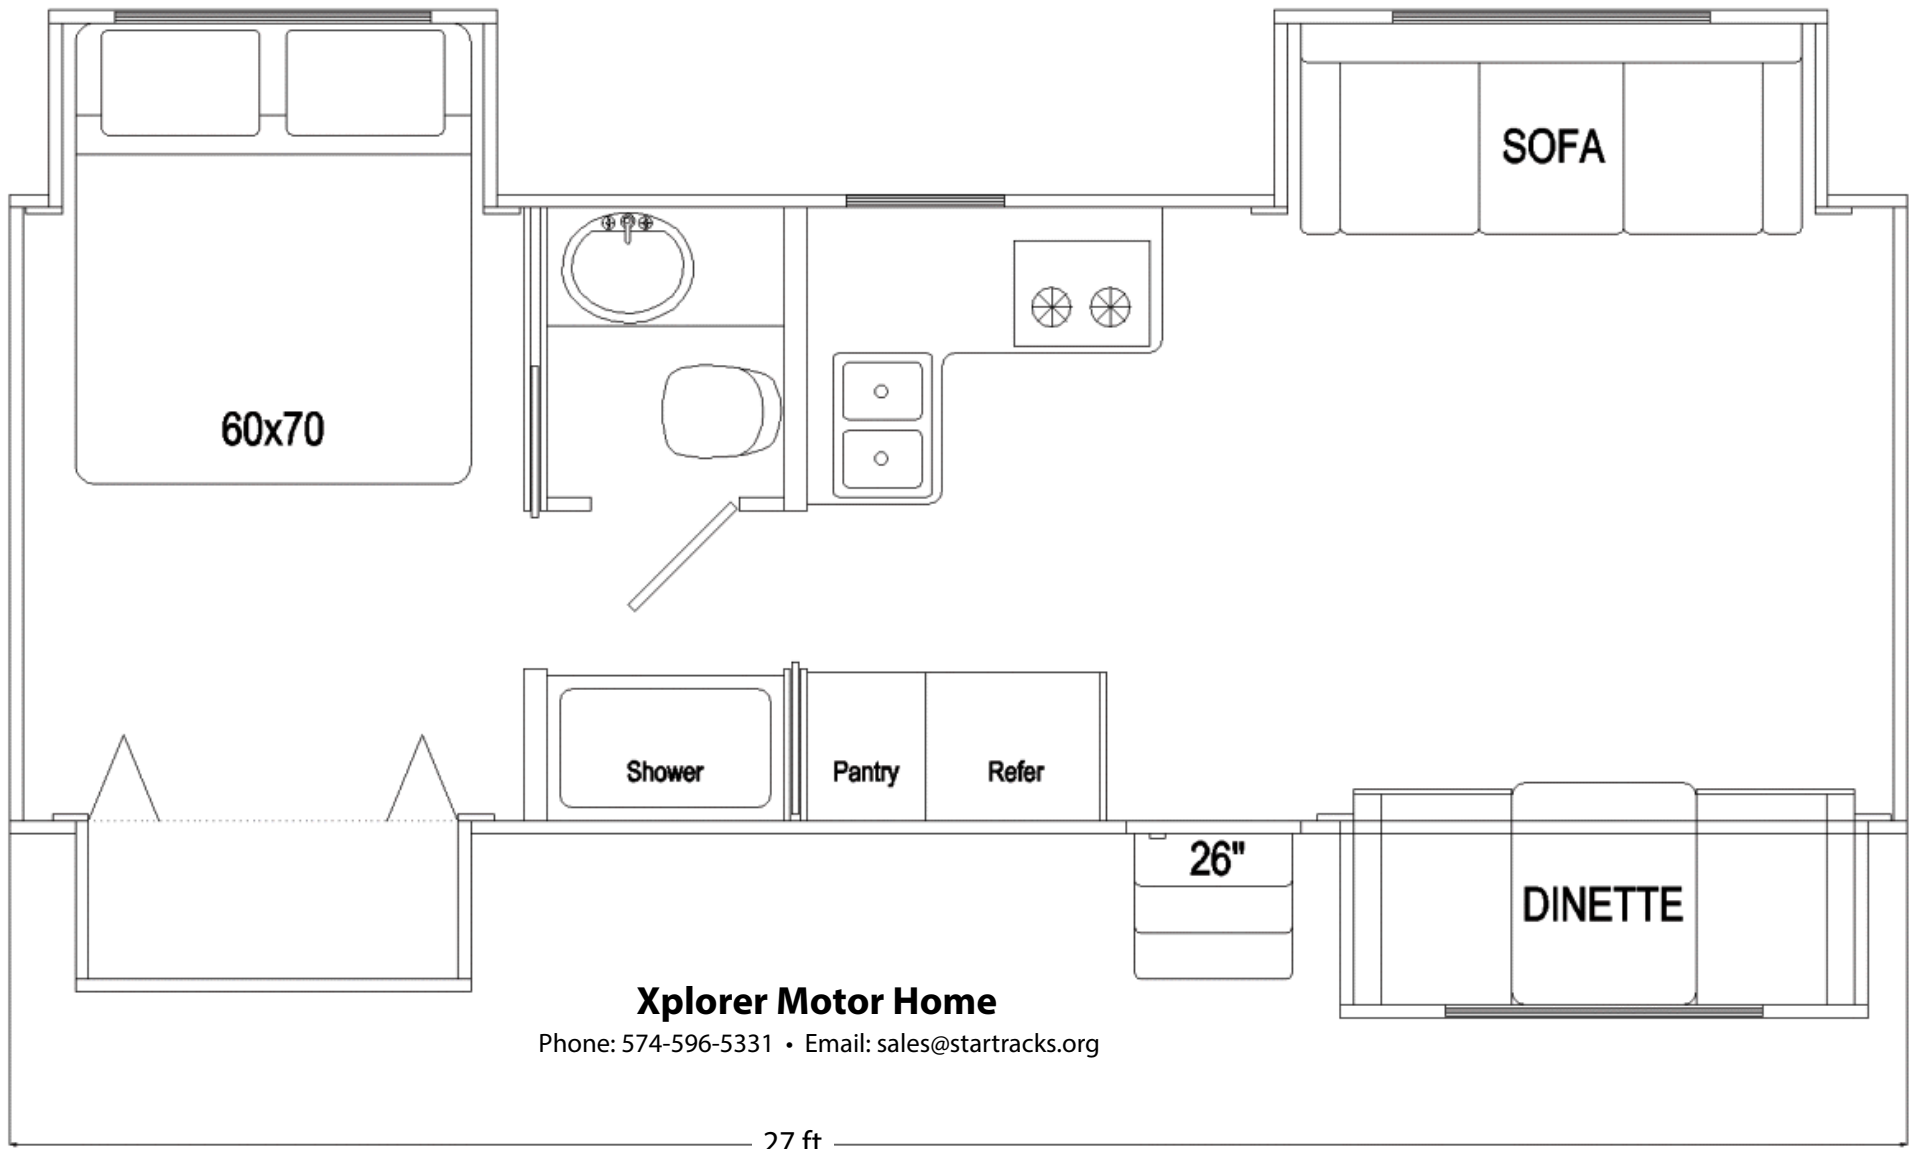 SOFA
60x70
Shower
Pantry
Refer
26"
DINETTE
Xplorer Motor Home
Phone: 574-596-5331 • Email: sales@startracks.org
27 ft